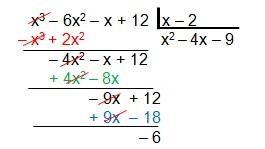 x³ – 6x² – x + 12 x – 2
– x³ + 2x² x² – 4x – 9
– 4x² – x + 12
+ 4x² – 8x
– 9x + 12
+ 9x – 18
– 6